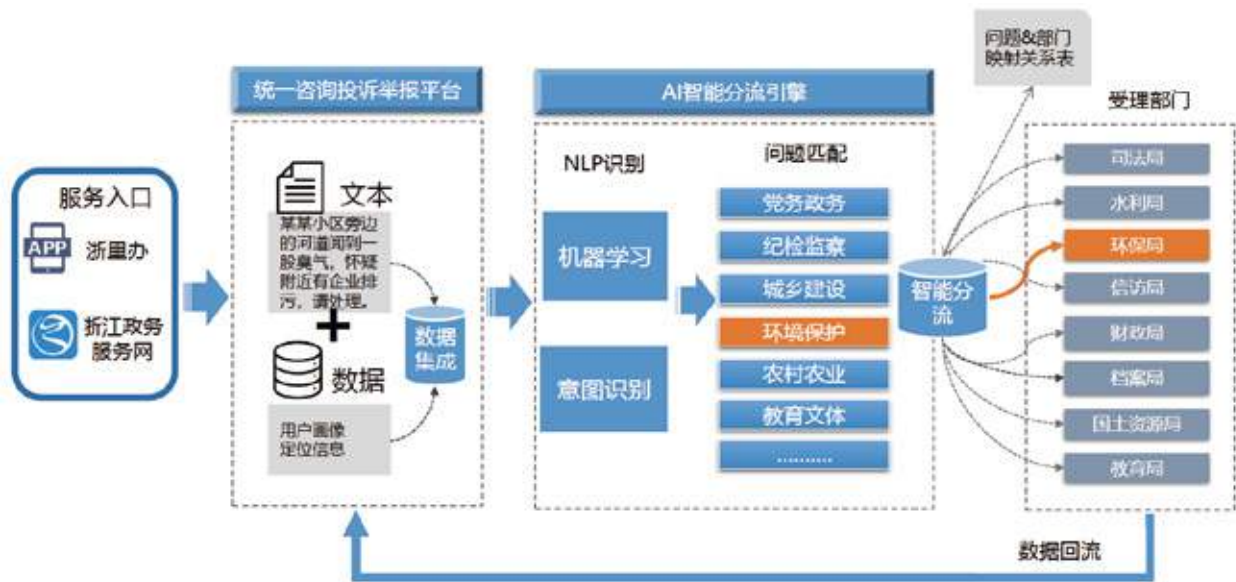 问题&部门
映射关系表
统一咨询投诉举报平台
AI智能分流引擎
受理部门
服务入口
APP
浙里办
浙江政务
服务网
文本
某某小区旁边
的河道闻到一
股臭气，怀疑
附近有企业排
污，请处理。
数据
集成
数据
用户画像
定位信息
NLP识别
机器学习
意图识别
问题匹配
党务政务
纪检监察
城乡建设
环境保护
农村农业
教育文体
..........
智能分
流
司法局
水利局
环保局
信访局
财政局
档案局
国土资源局
教育局
数据回流